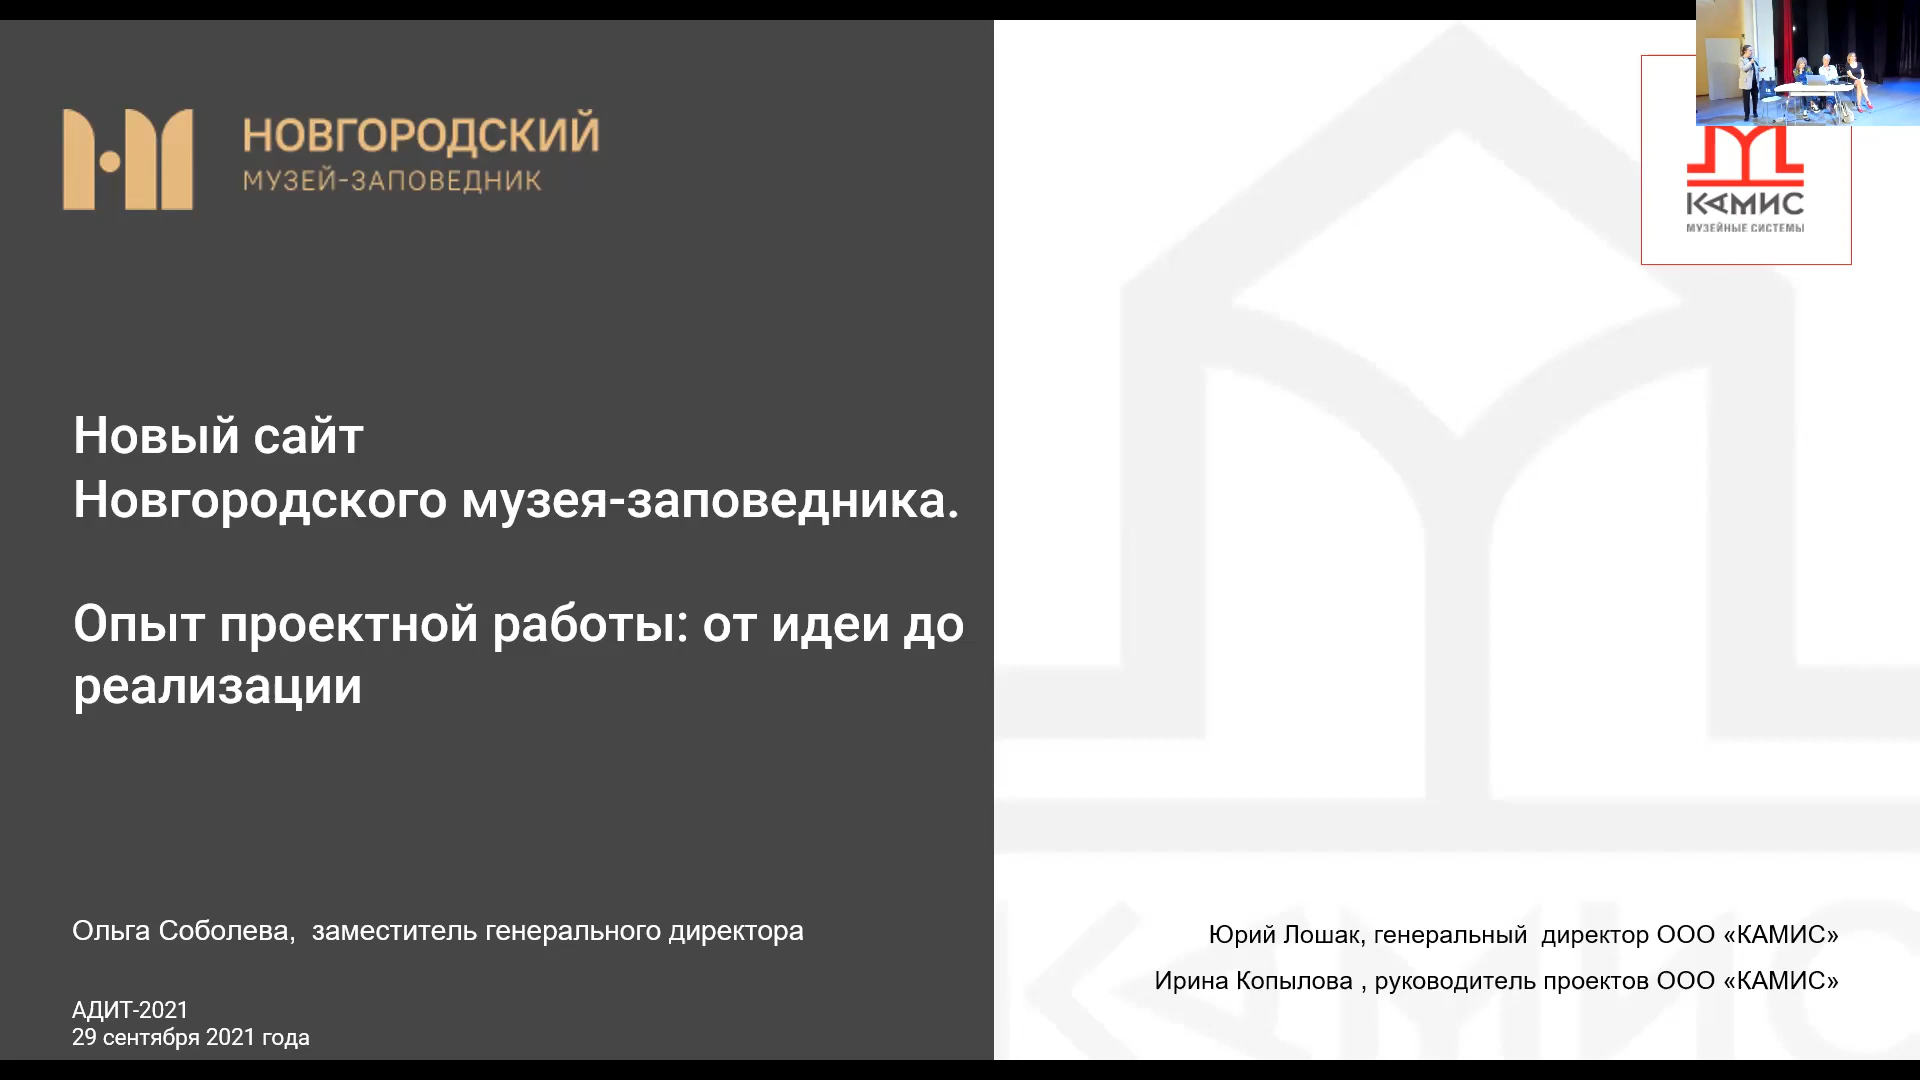 НОВГОРОДСКИЙ
МУЗЕЙ-ЗАПОВЕДНИК
КАМИС
МУЗЕЙНЫЕ СИСТЕМЫ
Новый сайт
Новгородского музея-заповедника.
Опыт проектной работы: от идеи до
реализации
Ольга Соболева,  заместитель генерального директора
АДИТ-2021
29 сентября 2021 года
Юрий Лошак, генеральный  директор ООО «КАМИС»
Ирина Копылова , руководитель проектов ООО «КАМИС»
КАМИС